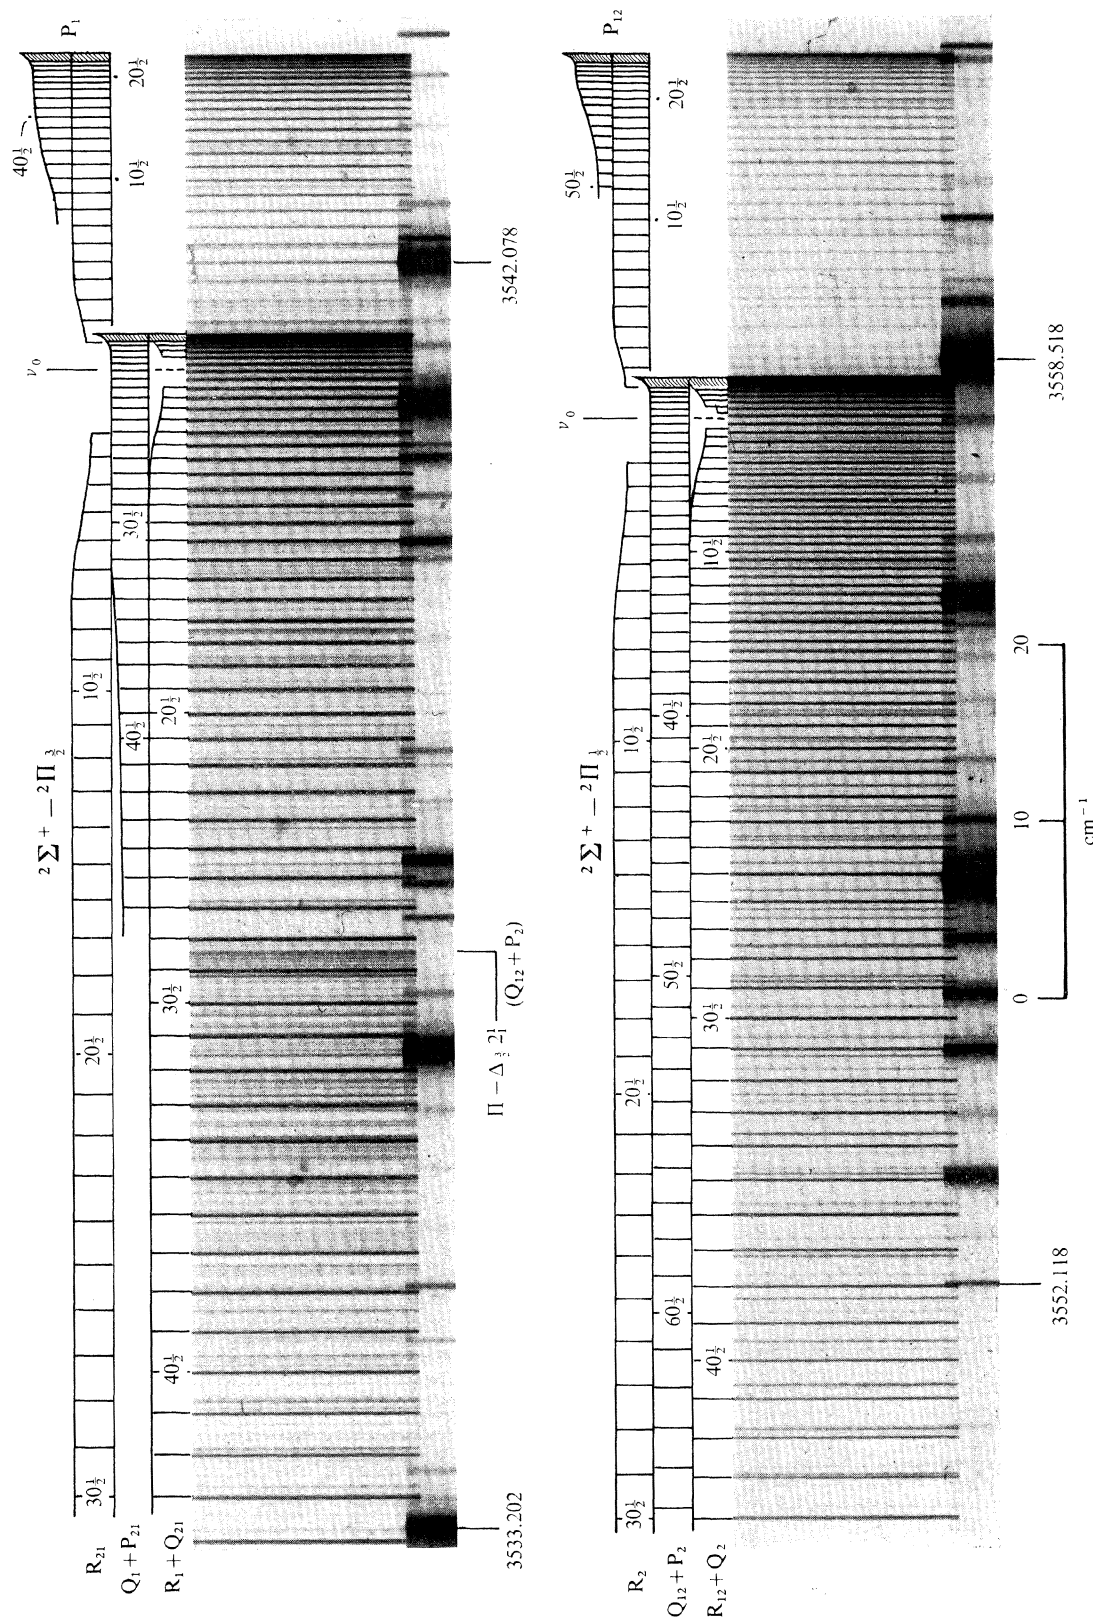 ²Σ⁺ – ²Π 3/2
ν₀
40½
P₁
R₂₁
30½ 20½ 10½
10½ 20½
Q₁ + P₂₁
40½ 30½
R₁ + Q₂₁
40½ 30½ 20½
3533.202
Π – Δ 3/2
(Q₁₂ + P₂)
3542.078
²Σ⁺ – ²Π ½
ν₀
50½
P₁₂
R₂
30½ 20½ 10½
10½ 20½
Q₁₂ + P₂
60½ 50½ 40½
R₁₂ + Q₂
40½ 30½ 20½ 10½
3552.118
3558.518
0 10 20
cm⁻¹